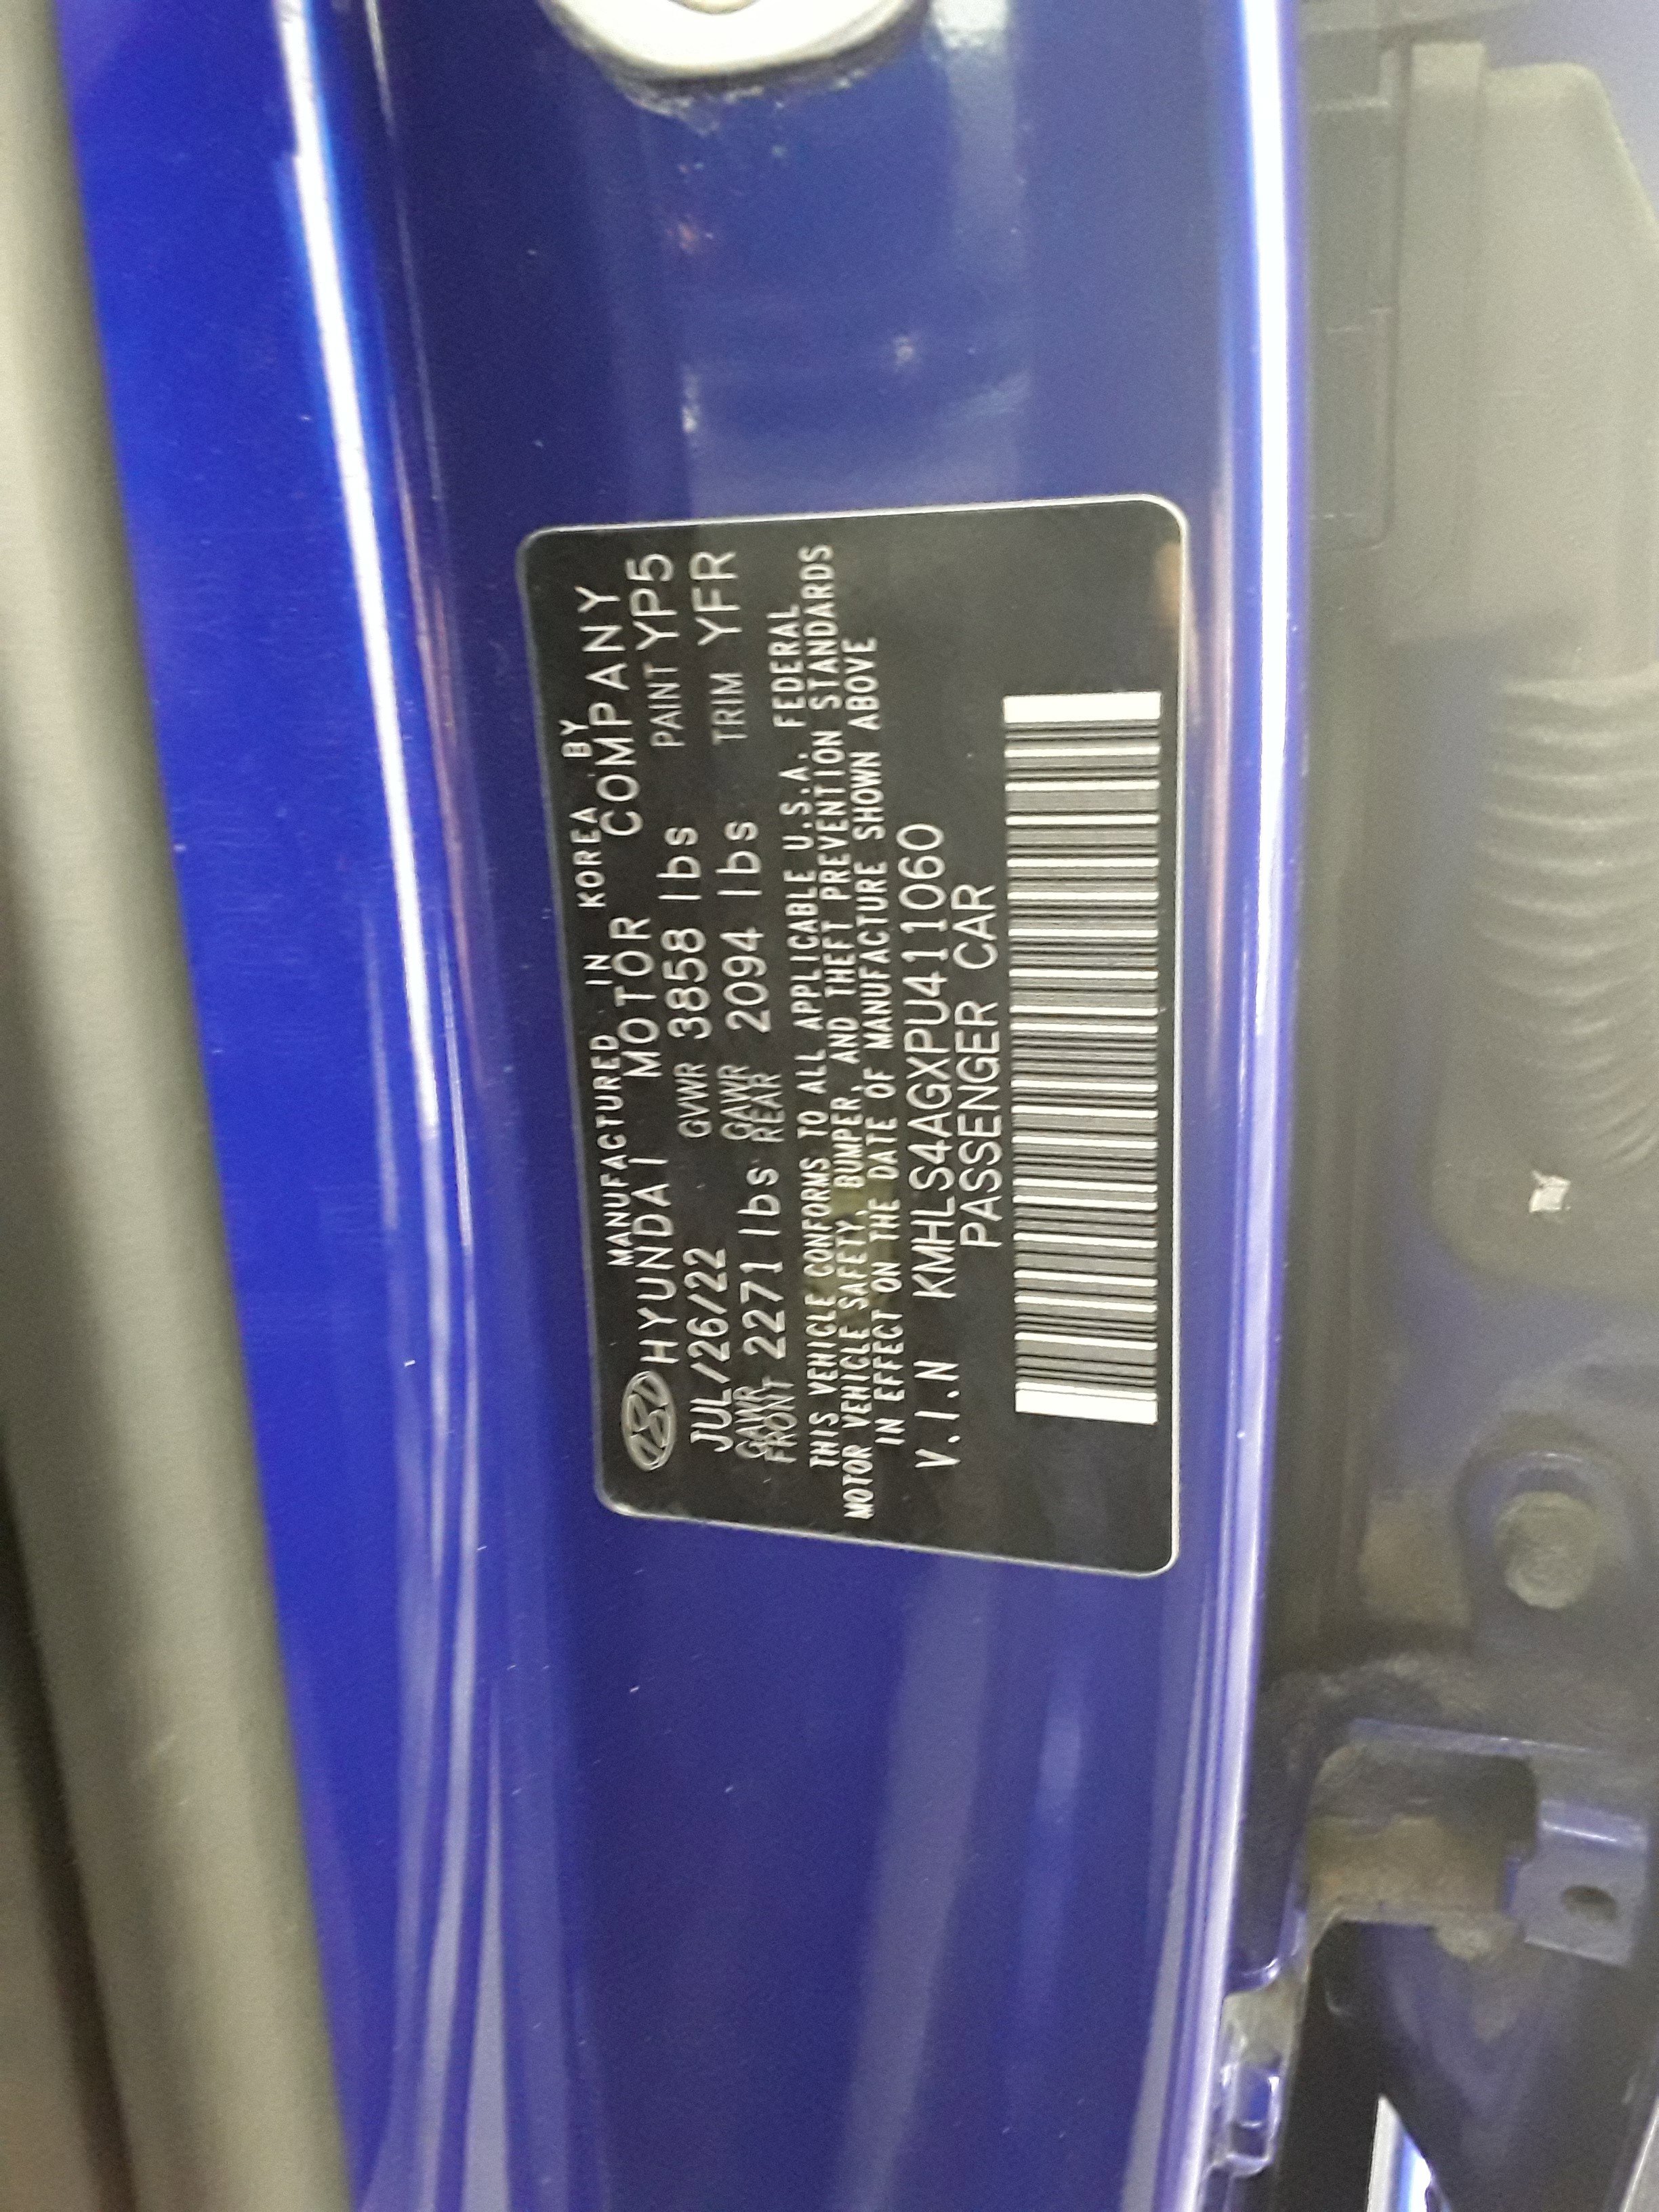 MANUFACTURED IN KOREA BY
HYUNDAI MOTOR COMPANY
JUL/26/22 GVWR 3858 lbs PAINT YP5
GAWR FRONT 2271 lbs GAWR REAR 2094 lbs TRIM YFR
THIS VEHICLE CONFORMS TO ALL APPLICABLE U.S.A. FEDERAL
MOTOR VEHICLE SAFETY, BUMPER, AND THEFT PREVENTION STANDARDS
IN EFFECT ON THE DATE OF MANUFACTURE SHOWN ABOVE
V.I.N KMHLS4AGXPU411060
PASSENGER CAR